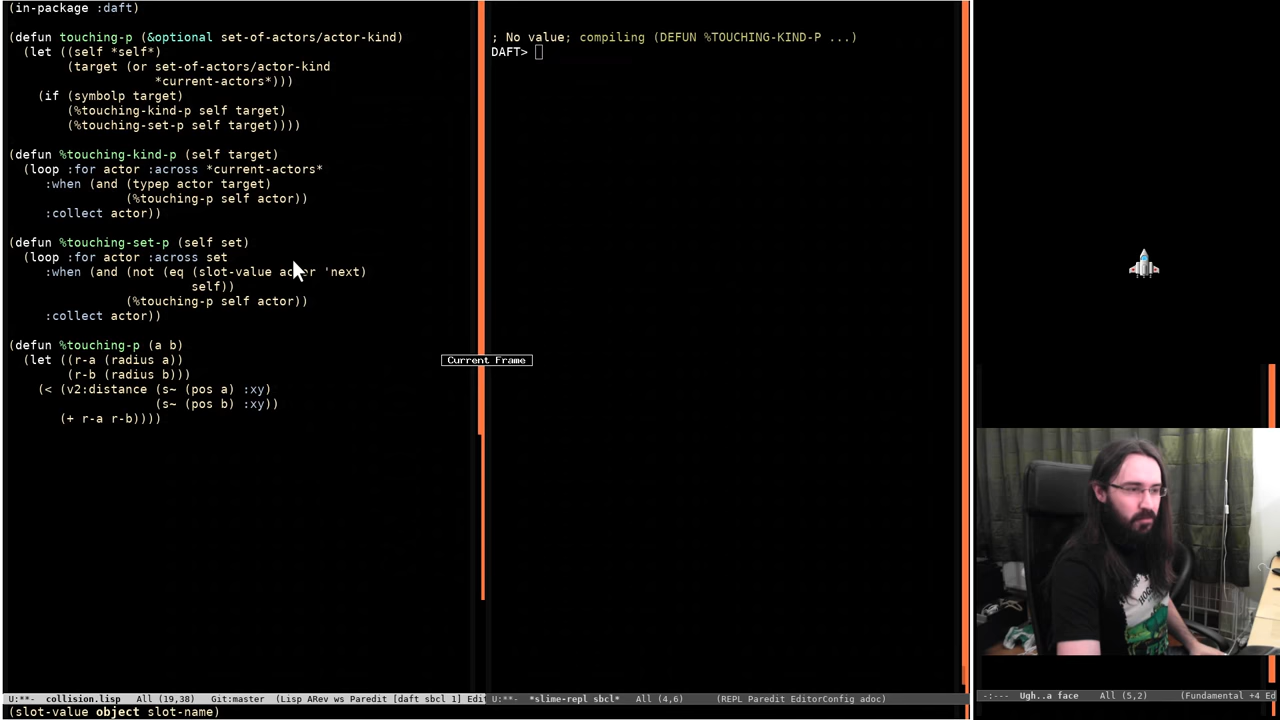 (in-package :daft)
(defun touching-p (&optional set-of-actors/actor-kind)
(let ((self *self*)
(target (or set-of-actors/actor-kind
*current-actors*)))
(if (symbolp target)
(%touching-kind-p self target)
(%touching-set-p self target))))
(defun %touching-kind-p (self target)
(loop :for actor :across *current-actors*
:when (and (typep actor target)
(%touching-p self actor))
:collect actor))
(defun %touching-set-p (self set)
(loop :for actor :across set
:when (and (not (eq (slot-value 'next)
self))
(%touching-p self actor))
:collect actor))
(defun %touching-p (a b)
(let ((r-a (radius a))
(r-b (radius b)))
(< (v2:distance (s~ (pos a) :xy)
(s~ (pos b) :xy))
(+ r-a r-b))))
U:**- collision.lisp All (19,38) Git:master (Lisp ARev ws Paredit [daft sbcl 1] Edit
(slot-value object slot-name)
; No value; compiling (DEFUN %TOUCHING-KIND-P ...)
DAFT>
Current Frame
U:**- *slime-repl sbcl* All (4,6) (REPL Paredit EditorConfig adoc)
-:--- Ugh..a face All (5,2) (Fundamental +4 Ed